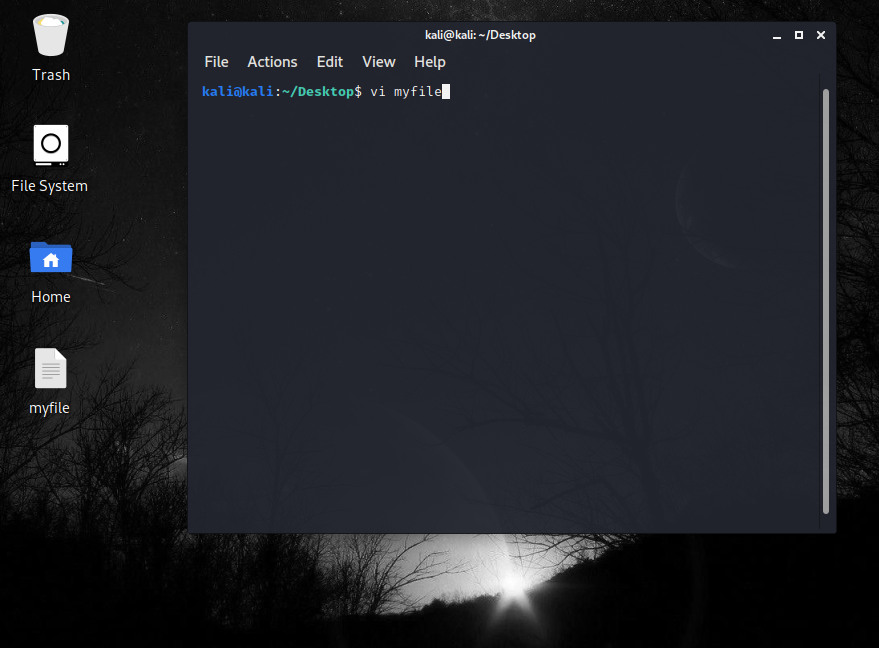 Trash
File System
Home
myfile
kali@kali: ~/Desktop
File Actions Edit View Help
kali@kali:~/Desktop$ vi myfile